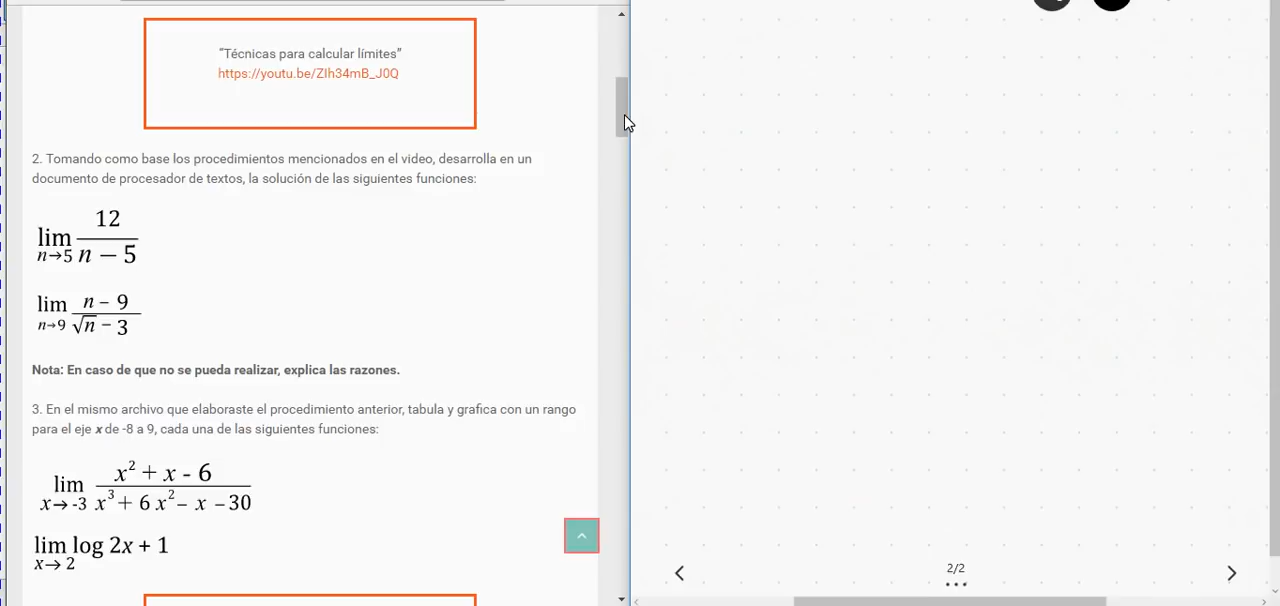 “Técnicas para calcular límites”
https://youtu.be/ZIh34mB_J0Q
2. Tomando como base los procedimientos mencionados en el video, desarrolla en un
documento de procesador de textos, la solución de las siguientes funciones:
lim n→5 12 / (n – 5)
lim n→9 (n – 9) / (√n – 3)
Nota: En caso de que no se pueda realizar, explica las razones.
3. En el mismo archivo que elaboraste el procedimiento anterior, tabula y grafica con un rango
para el eje x de -8 a 9, cada una de las siguientes funciones:
lim x→ -3 (x² + x - 6) / (x³ + 6 x² – x – 30)
lim x→ 2 log 2x + 1
2/2